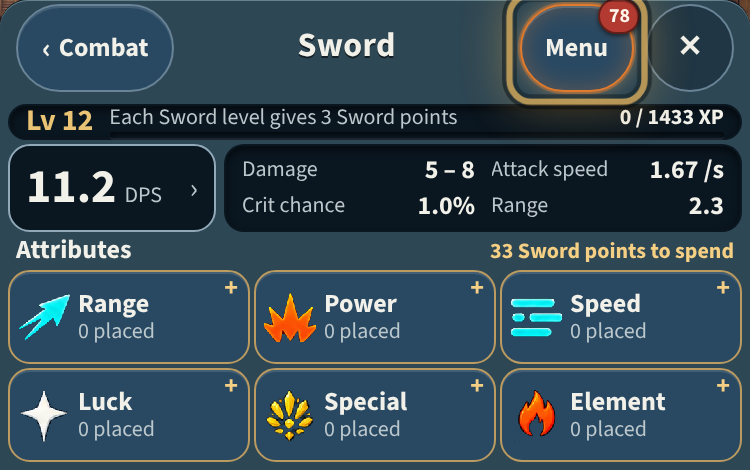 ‹ Combat
Sword
Menu
78
✕
Lv 12
Each Sword level gives 3 Sword points
0 / 1433 XP
11.2 DPS ›
Damage 5 – 8 Attack speed 1.67 /s
Crit chance 1.0% Range 2.3
Attributes
33 Sword points to spend
Range +
0 placed
Power +
0 placed
Speed +
0 placed
Luck +
0 placed
Special +
0 placed
Element +
0 placed